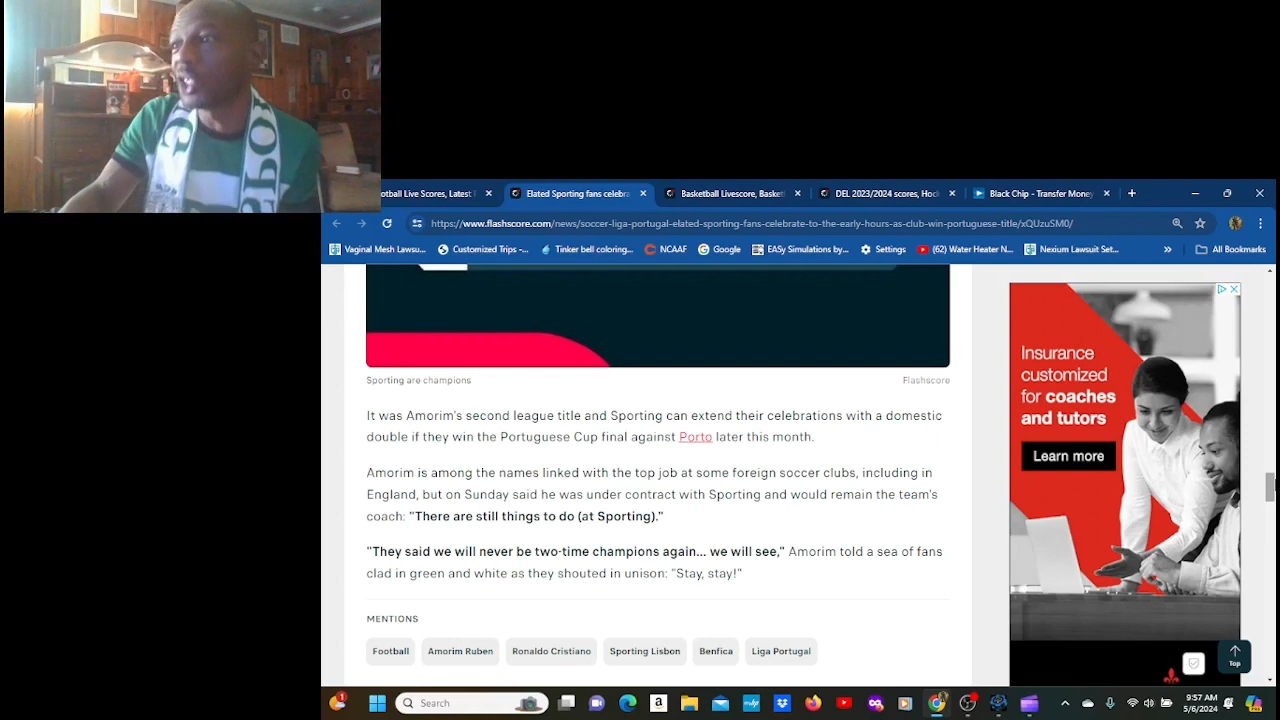 ootball Live Scores, Latest
Elated Sporting fans celebra
Basketball Livescore, Basket
DEL 2023/2024 scores, Hoc
Black Chip - Transfer Money
https://www.flashscore.com/news/soccer-liga-portugal-elated-sporting-fans-celebrate-to-the-early-hours-as-club-win-portuguese-title/xQUzuSM0/
Vaginal Mesh Lawsu...
Customized Trips -...
Tinker bell coloring...
NCAAF
Google
EASy Simulations by...
Settings
(62) Water Heater N...
Nexium Lawsuit Set...
All Bookmarks
Sporting are champions
Flashscore
It was Amorim's second league title and Sporting can extend their celebrations with a domestic
double if they win the Portuguese Cup final against Porto later this month.
Amorim is among the names linked with the top job at some foreign soccer clubs, including in
England, but on Sunday said he was under contract with Sporting and would remain the team's
coach: "There are still things to do (at Sporting)."
"They said we will never be two-time champions again... we will see," Amorim told a sea of fans
clad in green and white as they shouted in unison: "Stay, stay!"
MENTIONS
Football
Amorim Ruben
Ronaldo Cristiano
Sporting Lisbon
Benfica
Liga Portugal
Insurance
customized
for coaches
and tutors
Learn more
Top
Search
9:57 AM
5/6/2024